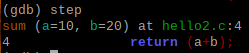 (gdb) step
sum (a=10, b=20) at hello2.c:4
4           return (a+b);